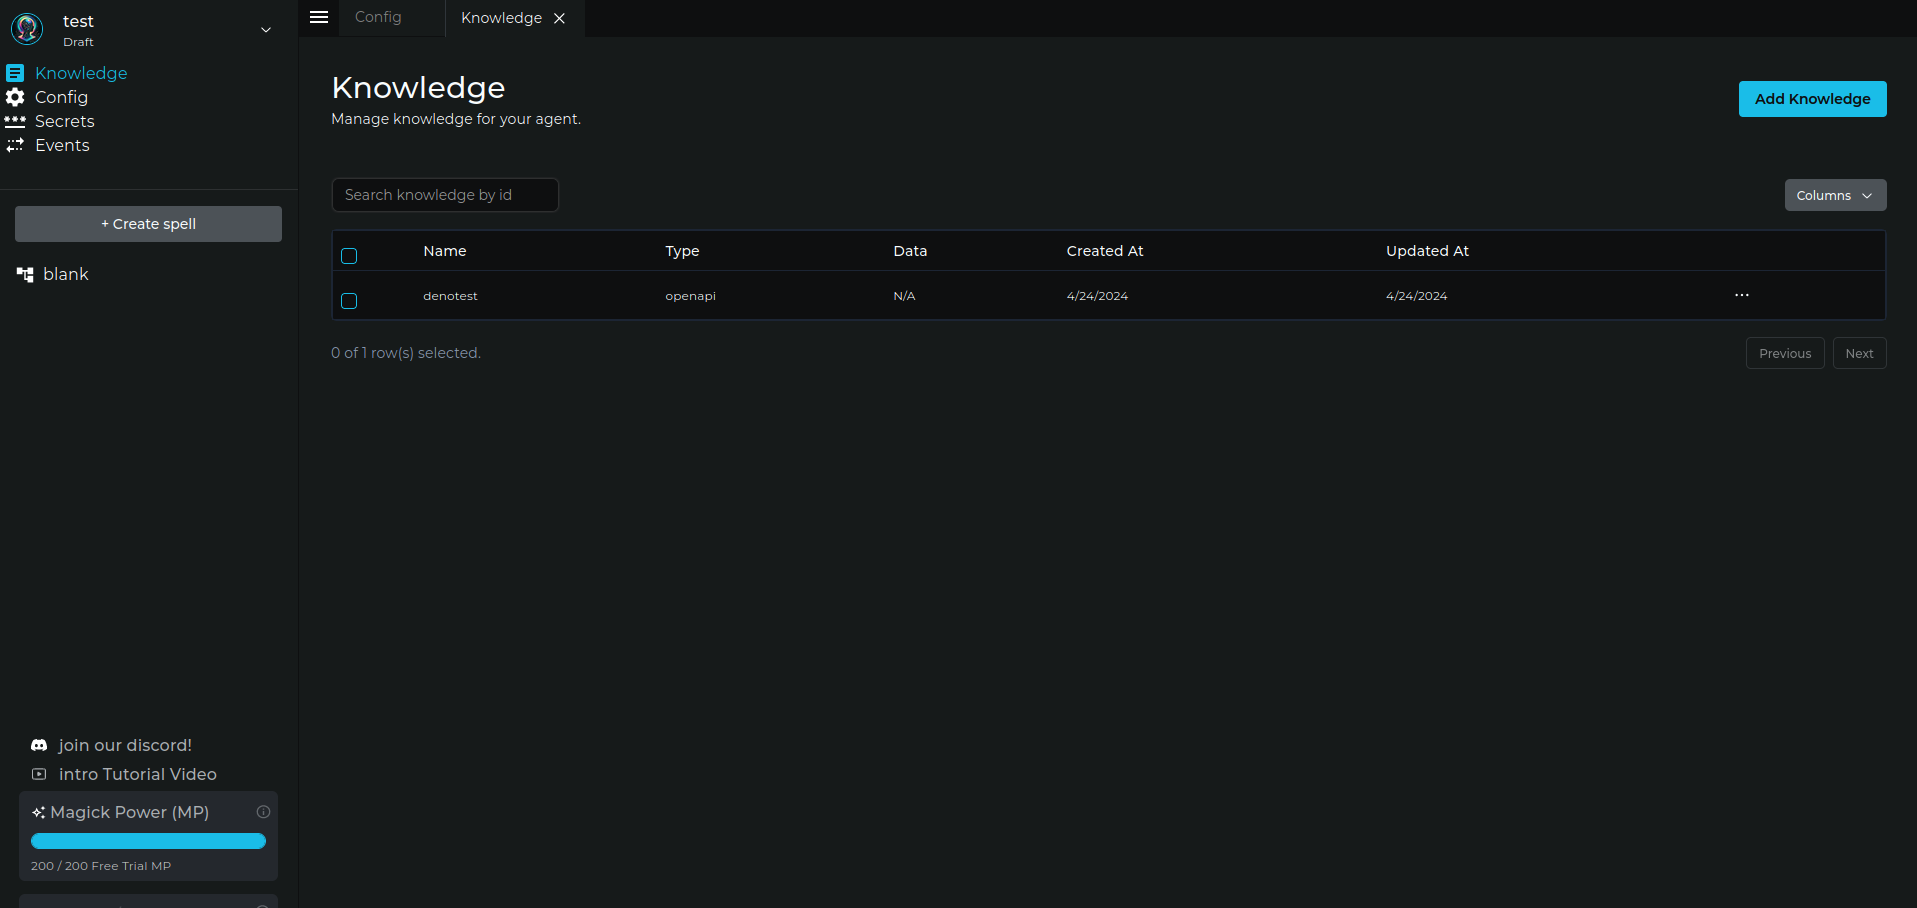 test
Draft
Knowledge
Config
Secrets
Events
+ Create spell
blank
join our discord!
intro Tutorial Video
Magick Power (MP)
200 / 200 Free Trial MP
Config
Knowledge
Knowledge
Manage knowledge for your agent.
Add Knowledge
Search knowledge by id
Columns
Name Type Data Created At Updated At
denotest openapi N/A 4/24/2024 4/24/2024 ...
0 of 1 row(s) selected.
Previous Next